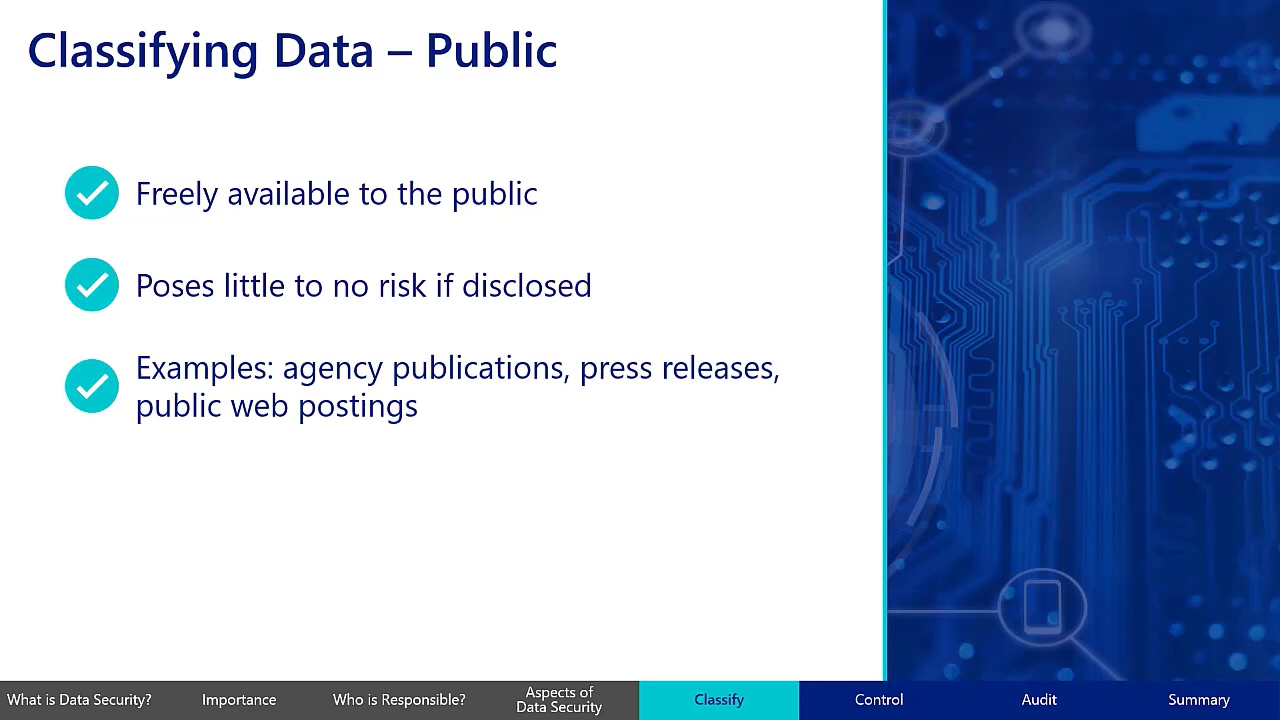 Classifying Data – Public
Freely available to the public
Poses little to no risk if disclosed
Examples: agency publications, press releases,
public web postings
What is Data Security?
Importance
Who is Responsible?
Aspects of
Data Security
Classify
Control
Audit
Summary